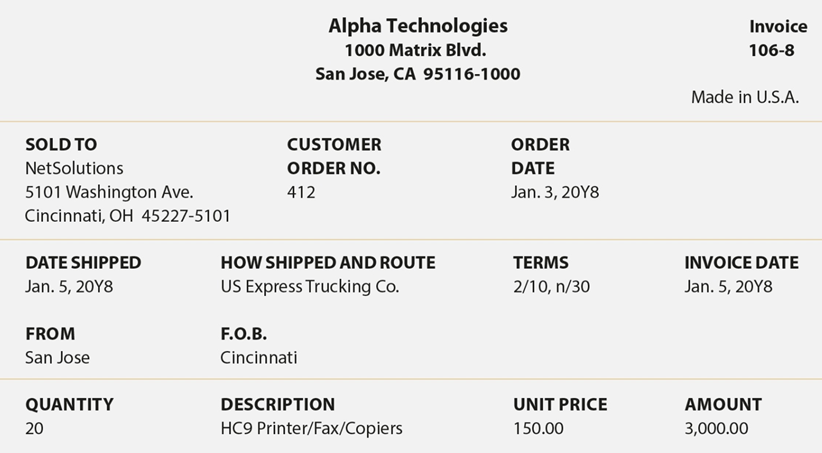 Alpha Technologies
1000 Matrix Blvd.
San Jose, CA 95116-1000
Invoice
106-8
Made in U.S.A.
SOLD TO
NetSolutions
5101 Washington Ave.
Cincinnati, OH 45227-5101
CUSTOMER
ORDER NO.
412
ORDER
DATE
Jan. 3, 20Y8
DATE SHIPPED
Jan. 5, 20Y8
HOW SHIPPED AND ROUTE
US Express Trucking Co.
TERMS
2/10, n/30
INVOICE DATE
Jan. 5, 20Y8
FROM
San Jose
F.O.B.
Cincinnati
QUANTITY
20
DESCRIPTION
HC9 Printer/Fax/Copiers
UNIT PRICE
150.00
AMOUNT
3,000.00